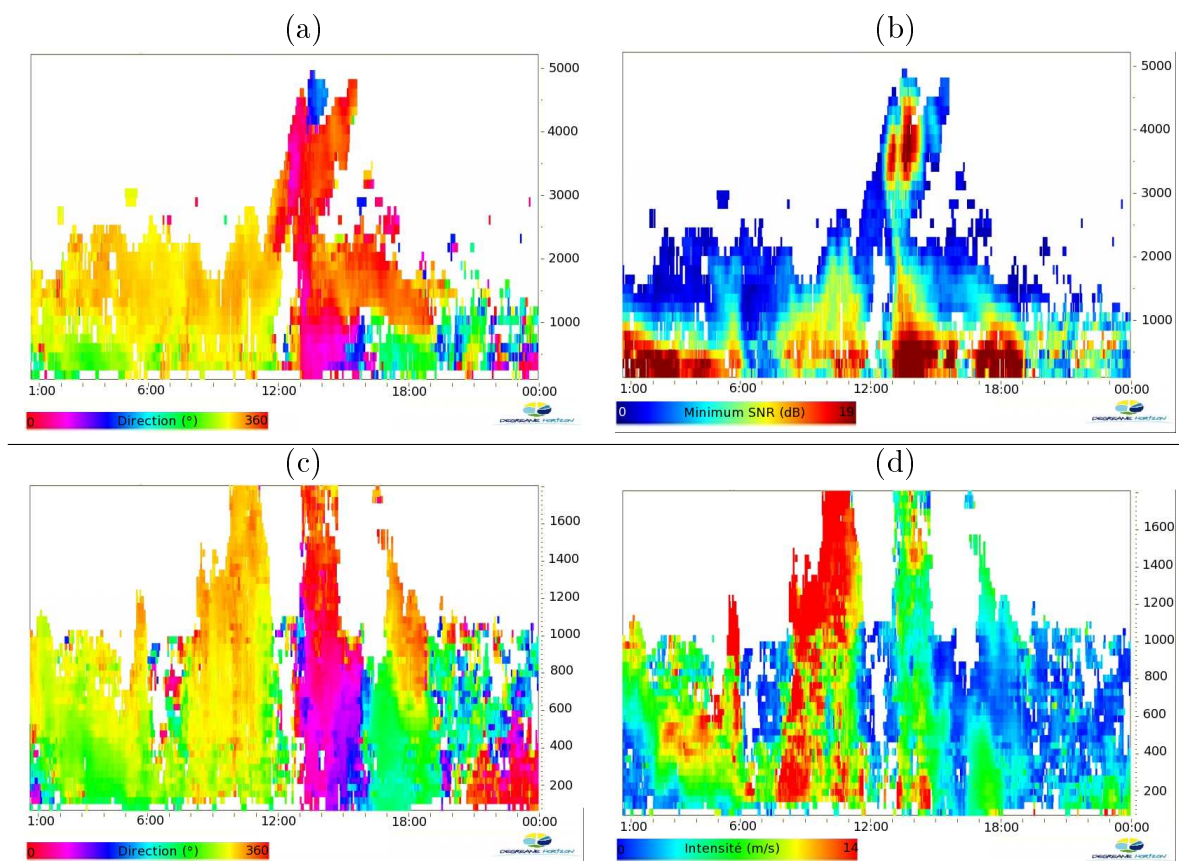 (a)
5000
4000
3000
2000
1000
1:00 6:00 12:00 18:00 00:00
0 Direction (°) 360
DEGREANE HORIZON
(b)
5000
4000
3000
2000
1000
1:00 6:00 12:00 18:00 00:00
0 Minimum SNR (dB) 19
DEGREANE HORIZON
(c)
1600
1400
1200
1000
800
600
400
200
1:00 6:00 12:00 18:00 00:00
0 Direction (°) 360
DEGREANE HORIZON
(d)
1600
1400
1200
1000
800
600
400
200
1:00 6:00 12:00 18:00 00:00
0 Intensité (m/s) 14
DEGREANE HORIZON